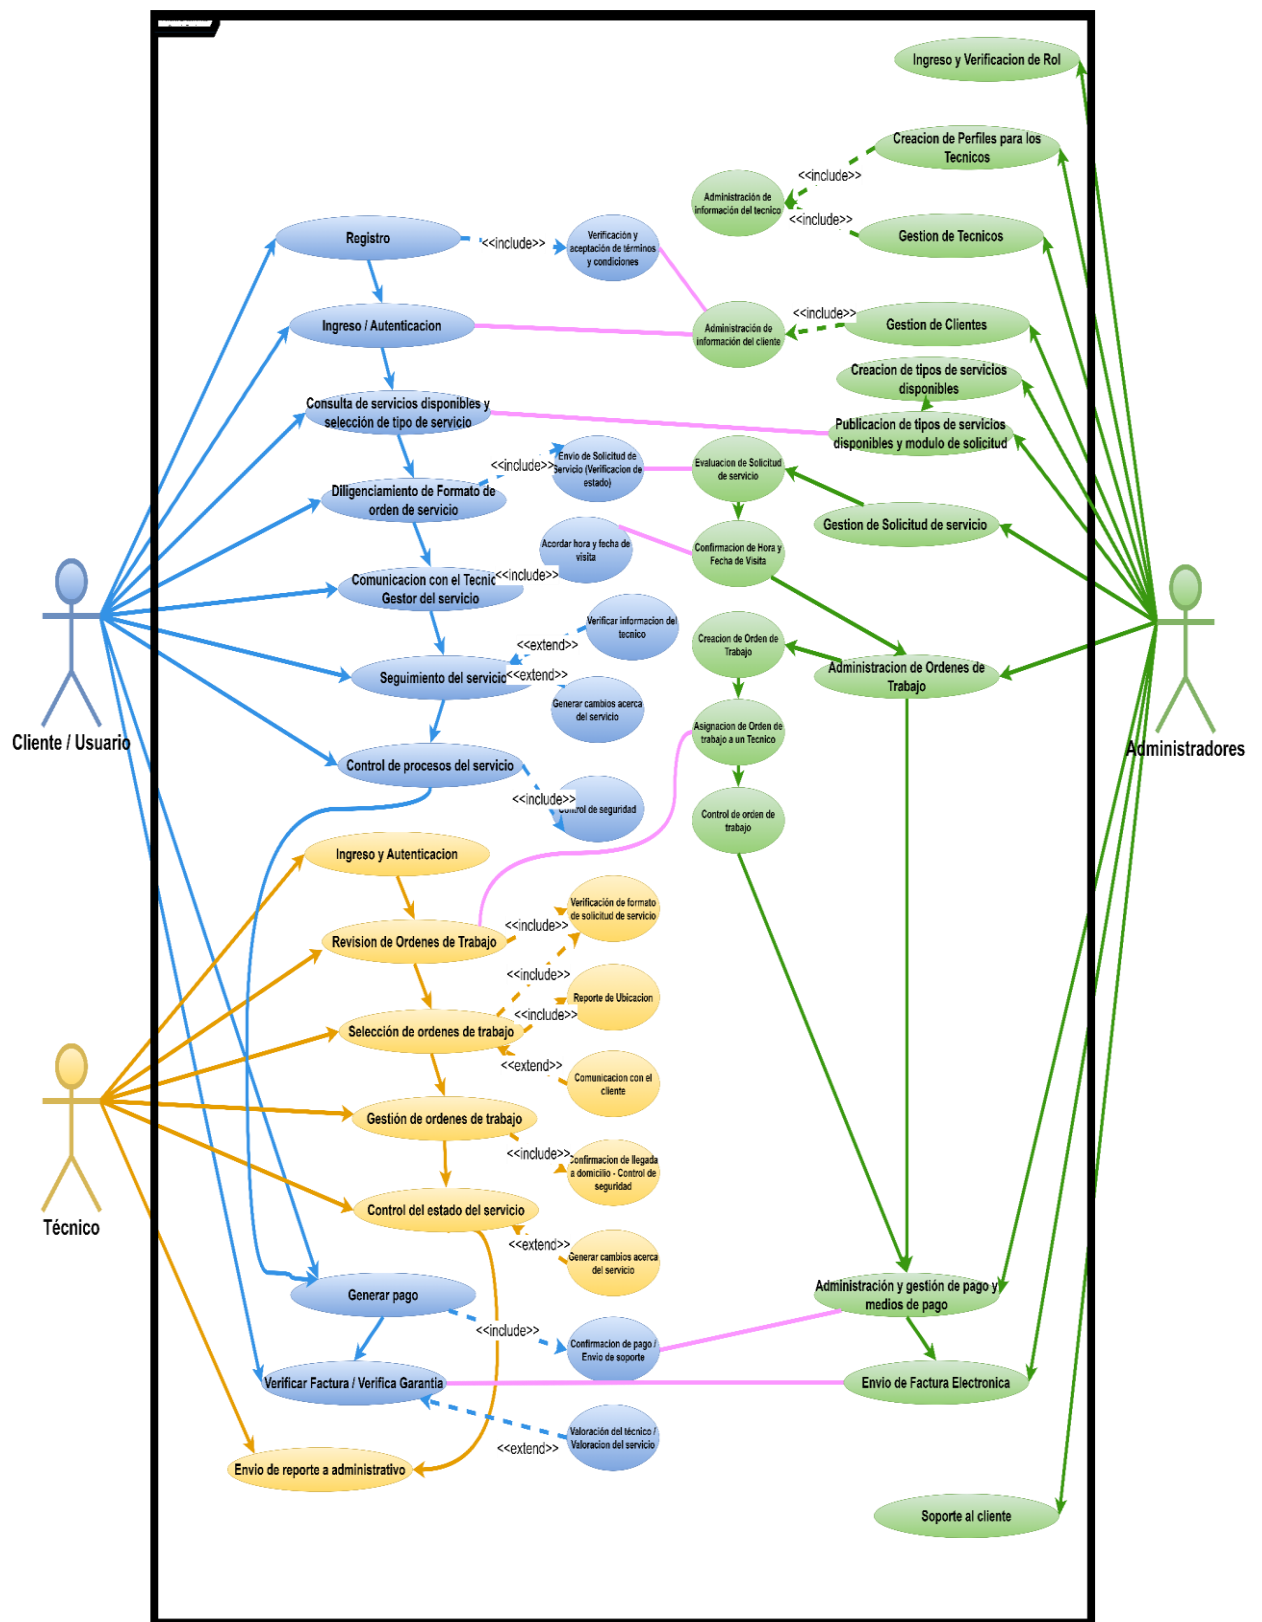 Ingreso y Verificacion de Rol
Creacion de Perfiles para los
Tecnicos
<<include>>
Administración de
información del tecnico
<<include>>
Gestion de Tecnicos
Registro
<<include>>
Verificación y
aceptación de términos
y condiciones
Ingreso / Autenticacion
Administración de
información del cliente
<<include>>
Gestion de Clientes
Creacion de tipos de servicios
disponibles
Consulta de servicios disponibles y
selección de tipo de servicio
Publicacion de tipos de servicios
disponibles y modulo de solicitud
Diligenciamiento de Formato de
orden de servicio
<<include>>
Envio de Solicitud de
Servicio (Verificacion de
estado)
Evaluacion de Solicitud
de servicio
Gestion de Solicitud de servicio
Acordar hora y fecha de
visita
Confirmacion de Hora y
Fecha de Visita
Comunicacion con el Tecnic
Gestor del servicio
<<include>>
Verificar informacion del
tecnico
<<extend>>
Creacion de Orden de
Trabajo
Administracion de Ordenes de
Trabajo
Seguimiento del servicio
<<extend>>
Generar cambios acerca
del servicio
Cliente / Usuario
Administradores
Asignacion de Orden de
trabajo a un Tecnico
Control de procesos del servicio
<<include>>
Control de seguridad
Control de orden de
trabajo
Ingreso y Autenticacion
Verificación de formato
de solicitud de servicio
Revision de Ordenes de Trabajo
<<include>>
<<include>>
Reporte de Ubicacion
<<include>>
Selección de ordenes de trabajo
<<extend>>
Comunicacion con el
cliente
Gestión de ordenes de trabajo
<<include>>
Confirmacion de llegada
a domicilio - Control de
seguridad
Técnico
Control del estado del servicio
<<extend>>
Generar cambios acerca
del servicio
Generar pago
<<include>>
Confirmacion de pago /
Envio de soporte
Administración y gestión de pago y
medios de pago
Verificar Factura / Verifica Garantia
Envio de Factura Electronica
<<extend>>
Valoración del técnico /
Valoracion del servicio
Envio de reporte a administrativo
Soporte al cliente